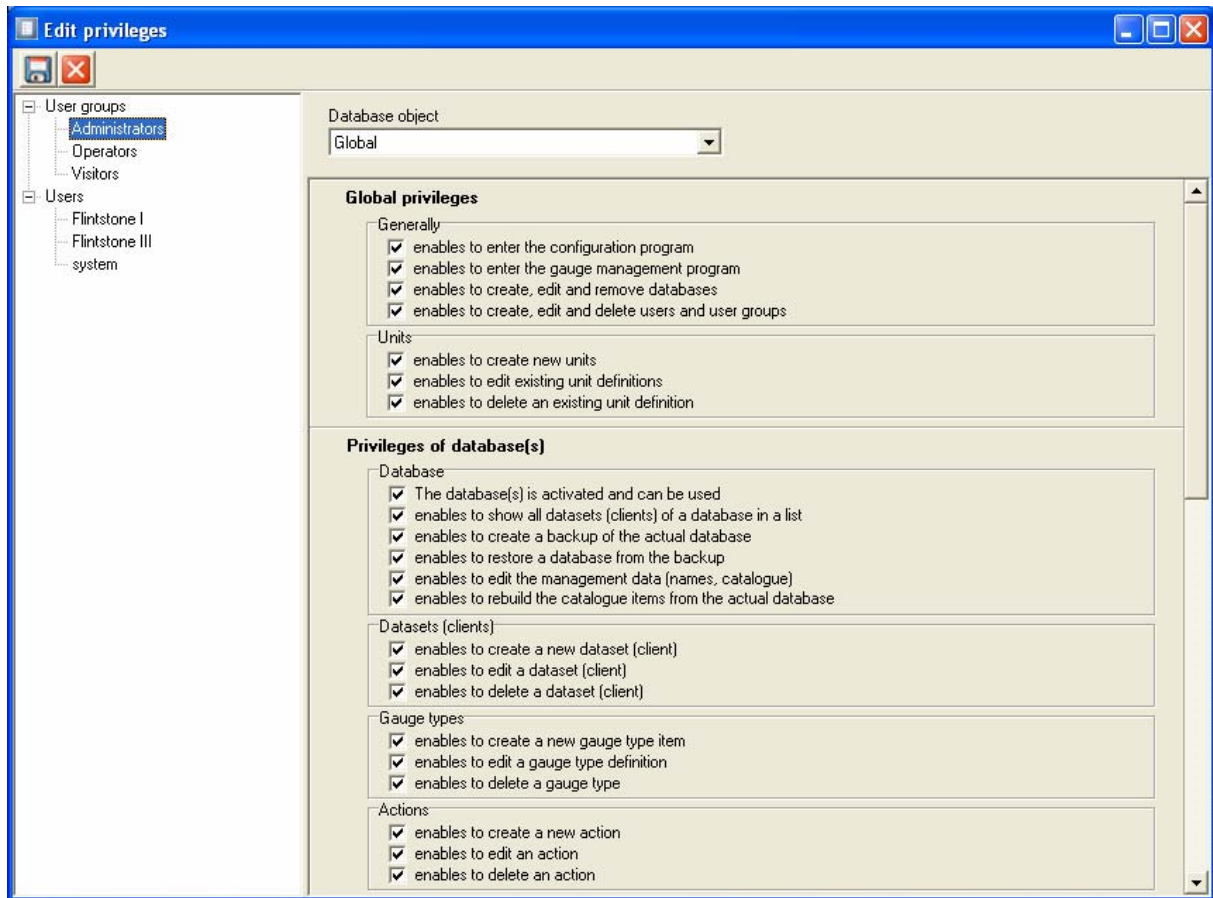 Edit privileges
User groups
Administrators
Operators
Visitors
Users
Flintstone I
Flintstone III
system
Database object
Global
Global privileges
Generally
enables to enter the configuration program
enables to enter the gauge management program
enables to create, edit and remove databases
enables to create, edit and delete users and user groups
Units
enables to create new units
enables to edit existing unit definitions
enables to delete an existing unit definition
Privileges of database(s)
Database
The database(s) is activated and can be used
enables to show all datasets (clients) of a database in a list
enables to create a backup of the actual database
enables to restore a database from the backup
enables to edit the management data (names, catalogue)
enables to rebuild the catalogue items from the actual database
Datasets (clients)
enables to create a new dataset (client)
enables to edit a dataset (client)
enables to delete a dataset (client)
Gauge types
enables to create a new gauge type item
enables to edit a gauge type definition
enables to delete a gauge type
Actions
enables to create a new action
enables to edit an action
enables to delete an action